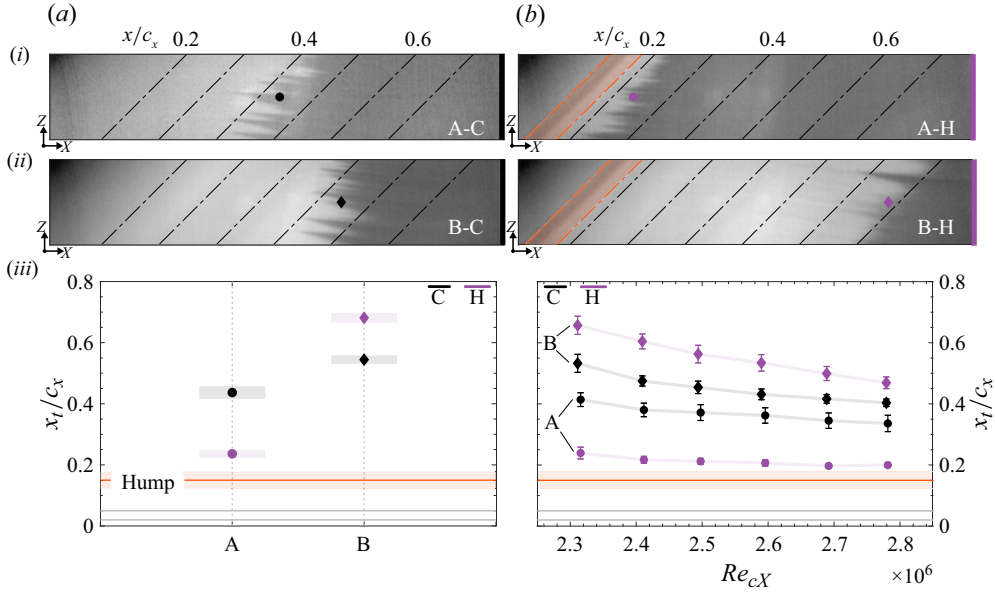 (a) (b)
x/c_x 0.2 0.4 0.6 x/c_x 0.2 0.4 0.6
(i)
Z X A-C Z X A-H
(ii)
Z X B-C Z X B-H
(iii)
0.8 C H C H 0.8
0.6 B 0.6
x_t/c_x 0.4 A 0.4 x_t/c_x
0.2 0.2
Hump
0 0
A B 2.3 2.4 2.5 2.6 2.7 2.8
Re_cX ×10⁶